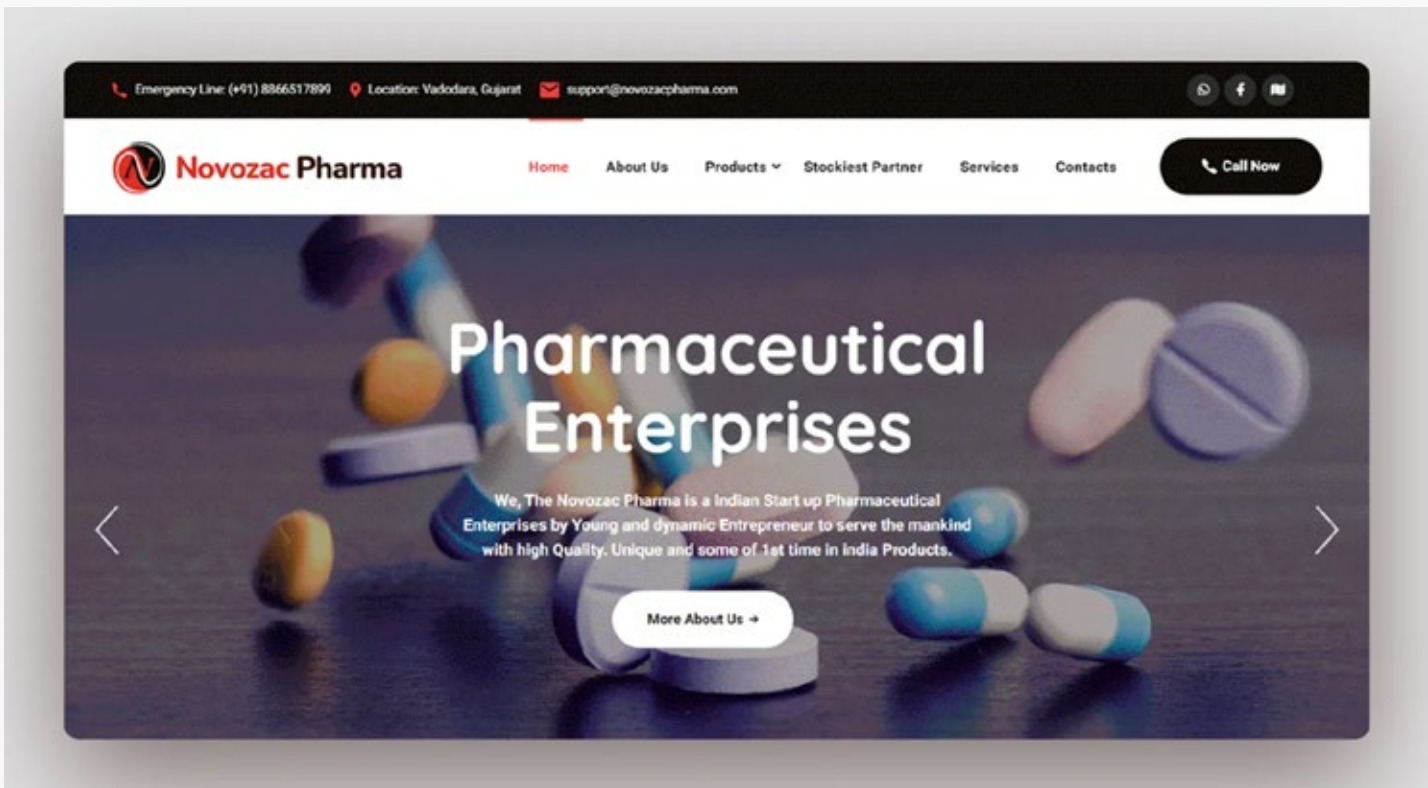 Emergency Line: (+91) 8866517899 Location: Vadodara, Gujarat support@novozacpharma.com
Novozac Pharma Home About Us Products Stockiest Partner Services Contacts Call Now
Pharmaceutical
Enterprises
We, The Novozac Pharma is a Indian Start up Pharmaceutical
Enterprises by Young and dynamic Entrepreneur to serve the mankind
with high Quality. Unique and some of 1st time in india Products.
More About Us →